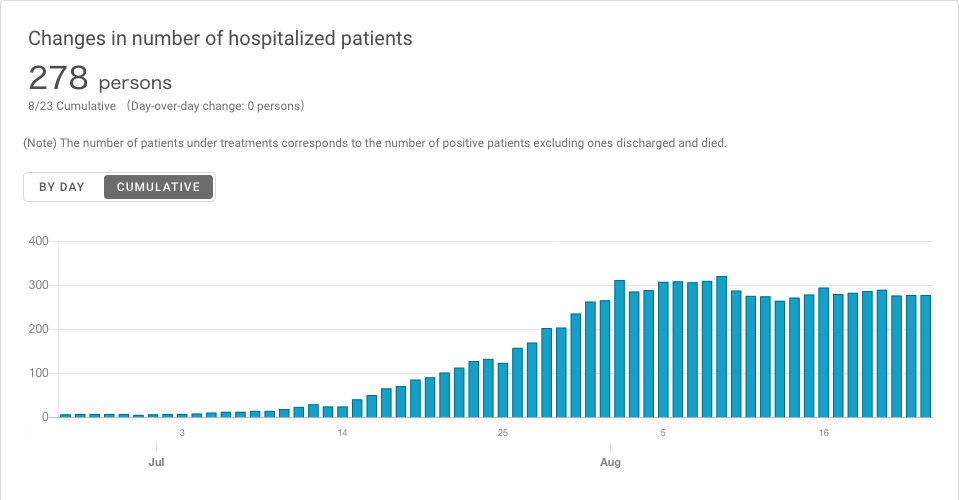 Changes in number of hospitalized patients
278 persons
8/23 Cumulative (Day-over-day change: 0 persons)
(Note) The number of patients under treatments corresponds to the number of positive patients excluding ones discharged and died.
BY DAY CUMULATIVE
400
300
200
100
0
3 14 25 5 16
Jul Aug